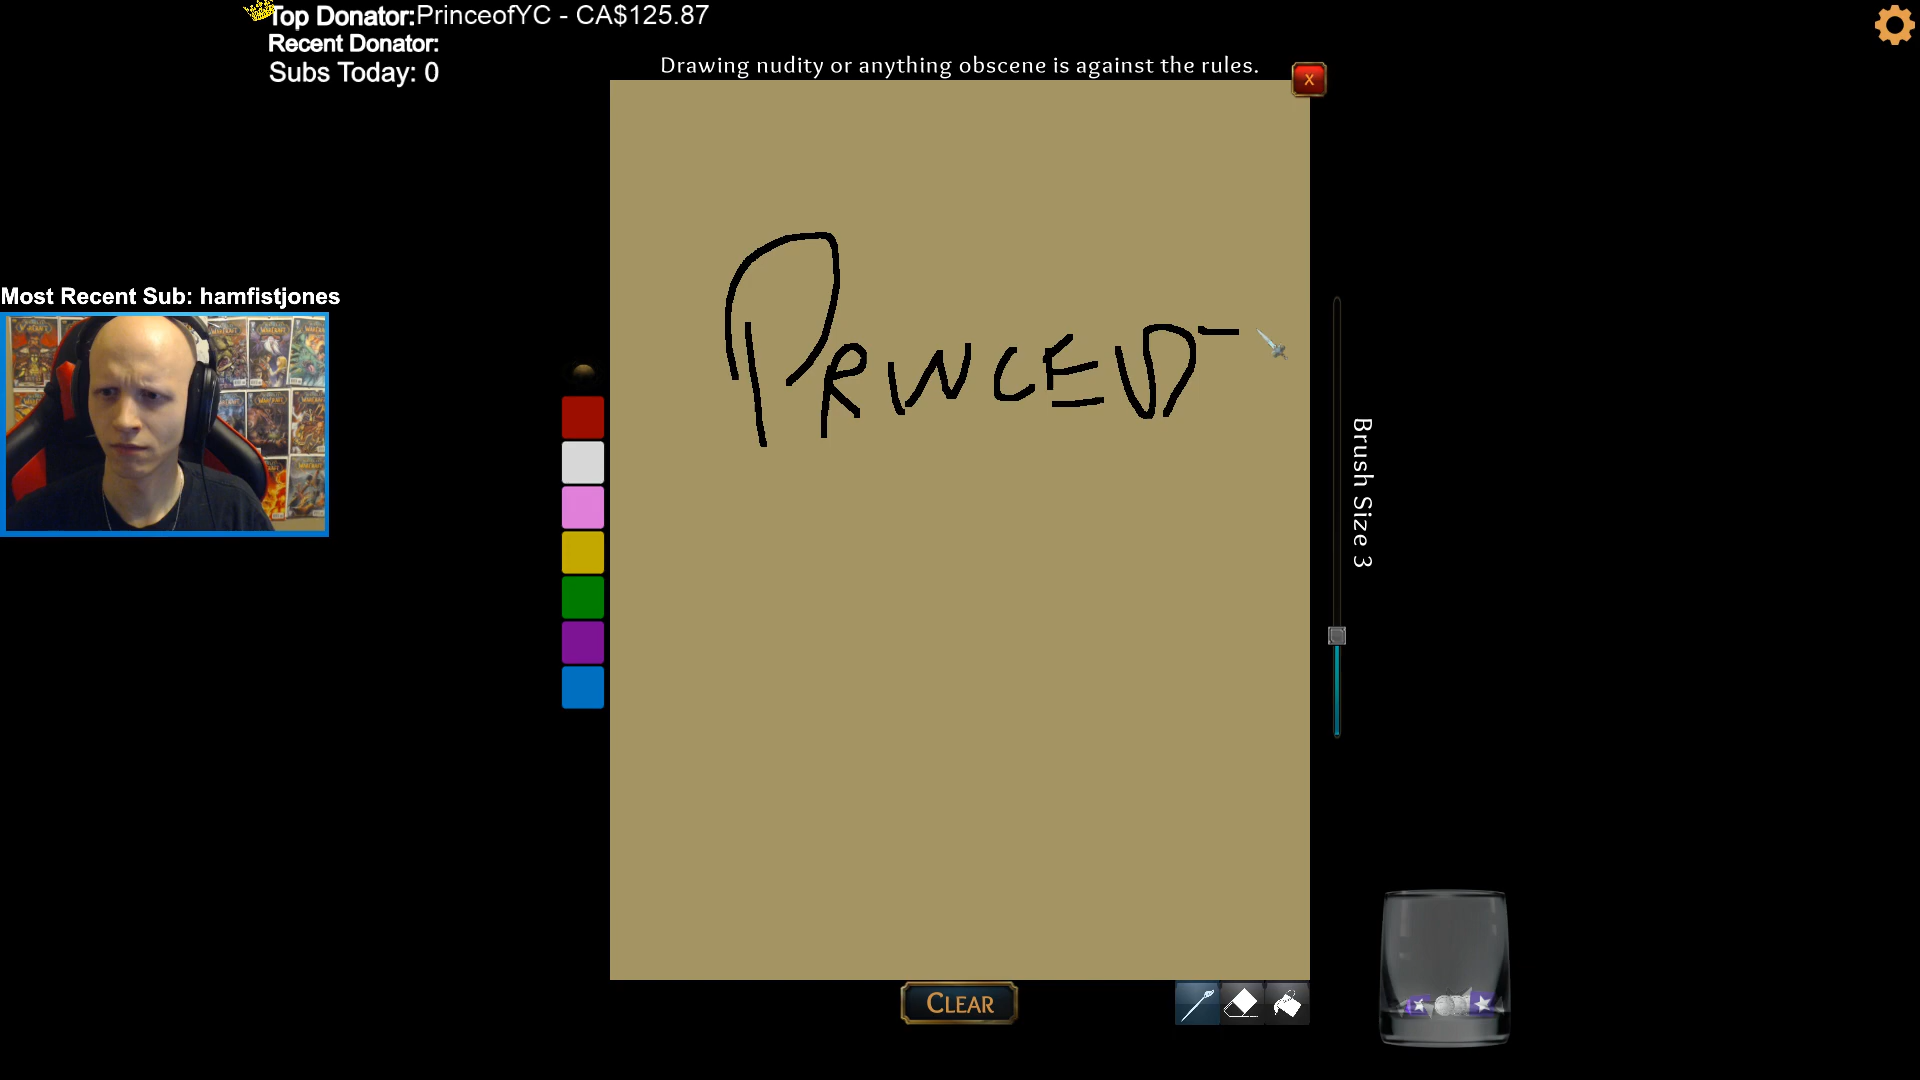 Top Donator:PrinceofYC - CA$125.87
Recent Donator:
Subs Today: 0
Drawing nudity or anything obscene is against the rules.
X
Most Recent Sub: hamfistjones
Brush Size 3
CLEAR